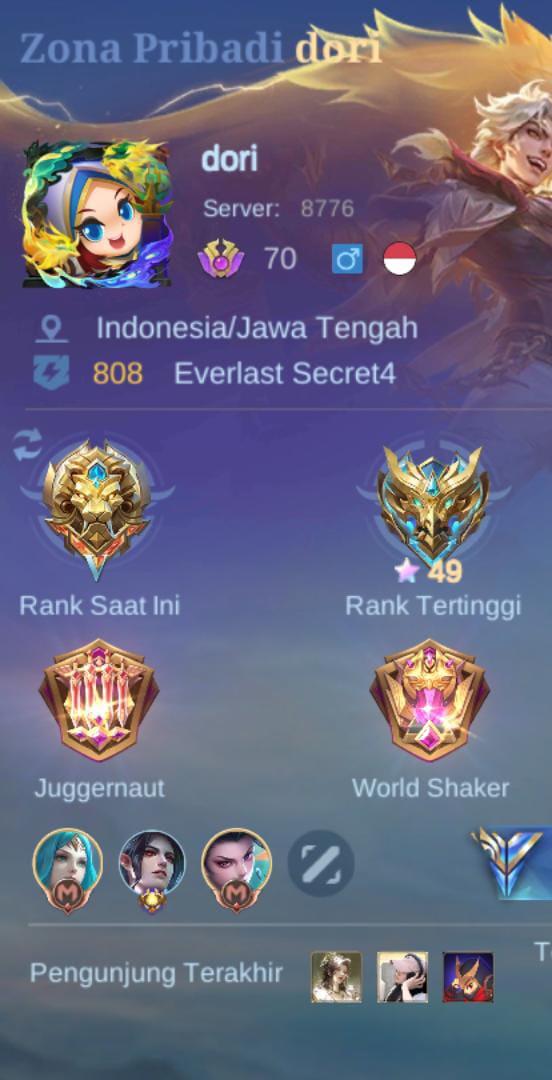 Zona Pribadi dori
dori
Server: 8776
70
Indonesia/Jawa Tengah
808 Everlast Secret4
49
Rank Saat Ini
Rank Tertinggi
Juggernaut
World Shaker
M
M
Pengunjung Terakhir